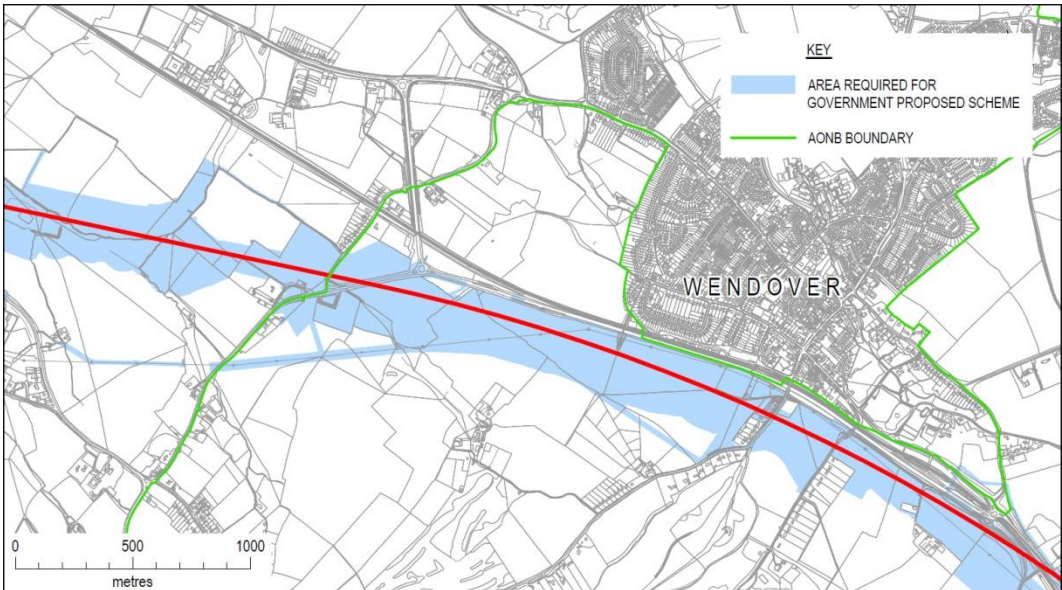 KEY
AREA REQUIRED FOR
GOVERNMENT PROPOSED SCHEME
AONB BOUNDARY
WENDOVER
0 500 1000
metres